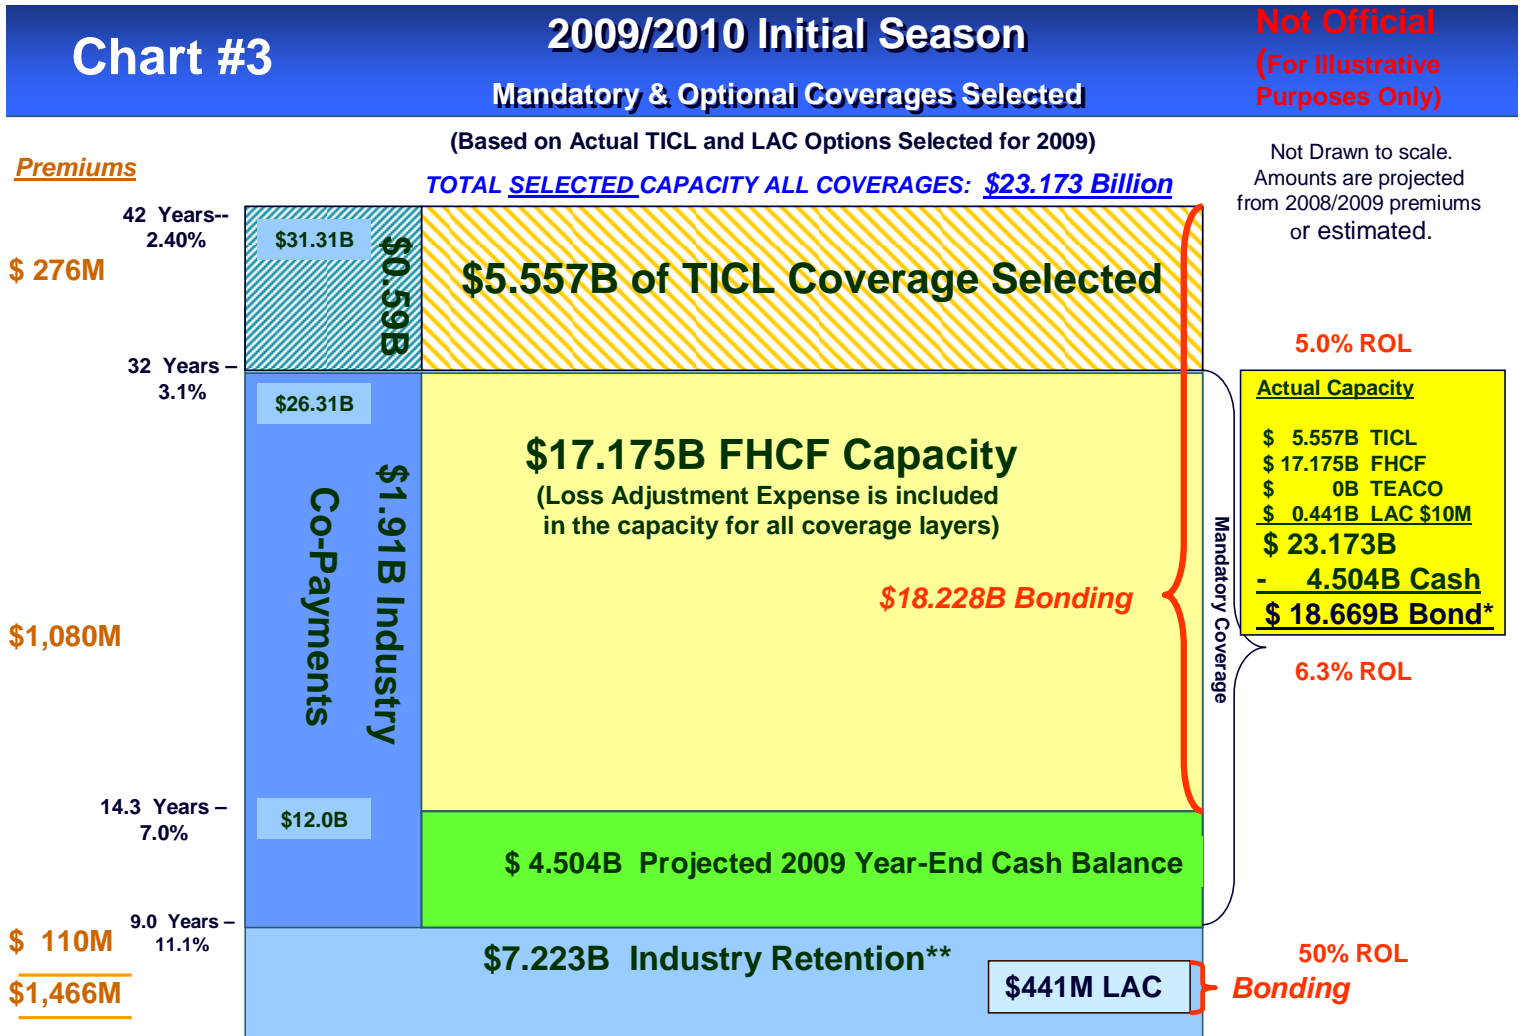 Chart #3
2009/2010 Initial Season
Mandatory & Optional Coverages Selected
Not Official
(For Illustrative
Purposes Only)
(Based on Actual TICL and LAC Options Selected for 2009)
TOTAL SELECTED CAPACITY ALL COVERAGES: $23.173 Billion
Not Drawn to scale.
Amounts are projected
from 2008/2009 premiums
or estimated.
Premiums
42 Years--
2.40%
$ 276M
$31.31B
$0.59B
$5.557B of TICL Coverage Selected
5.0% ROL
32 Years –
3.1%
$26.31B
$17.175B FHCF Capacity
(Loss Adjustment Expense is included
in the capacity for all coverage layers)
$1.91B Industry
Co-Payments
$18.228B Bonding
Mandatory Coverage
Actual Capacity
$ 5.557B TICL
$ 17.175B FHCF
$ 0B TEACO
$ 0.441B LAC $10M
$ 23.173B
- 4.504B Cash
$ 18.669B Bond*
$1,080M
6.3% ROL
14.3 Years –
7.0%
$12.0B
$ 4.504B Projected 2009 Year-End Cash Balance
9.0 Years –
11.1%
$ 110M
$7.223B Industry Retention**
50% ROL
$1,466M
$441M LAC
Bonding